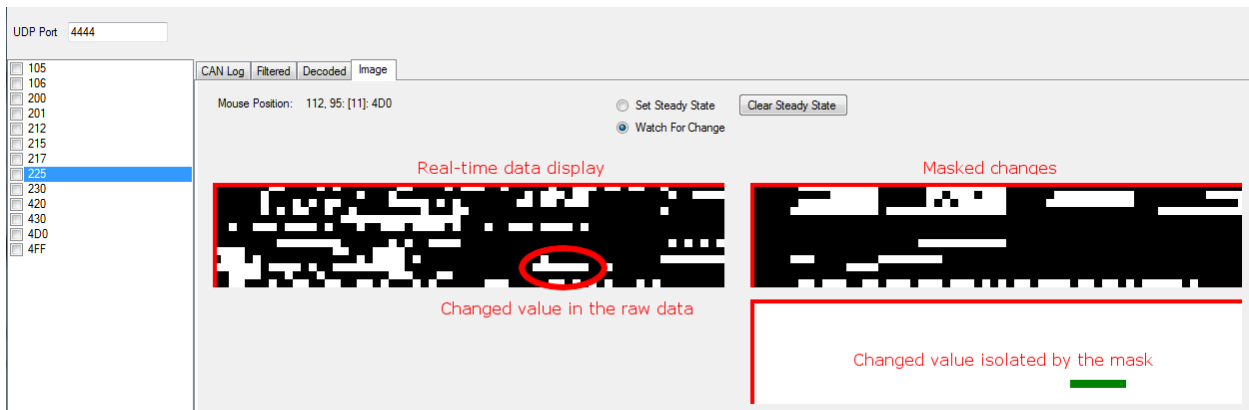 UDP Port 4444
105
106
200
201
212
215
217
225
230
420
430
4D0
4FF
CAN Log Filtered Decoded Image
Mouse Position: 112, 95: [11]: 4D0
Set Steady State Clear Steady State
Watch For Change
Real-time data display Masked changes
Changed value in the raw data
Changed value isolated by the mask